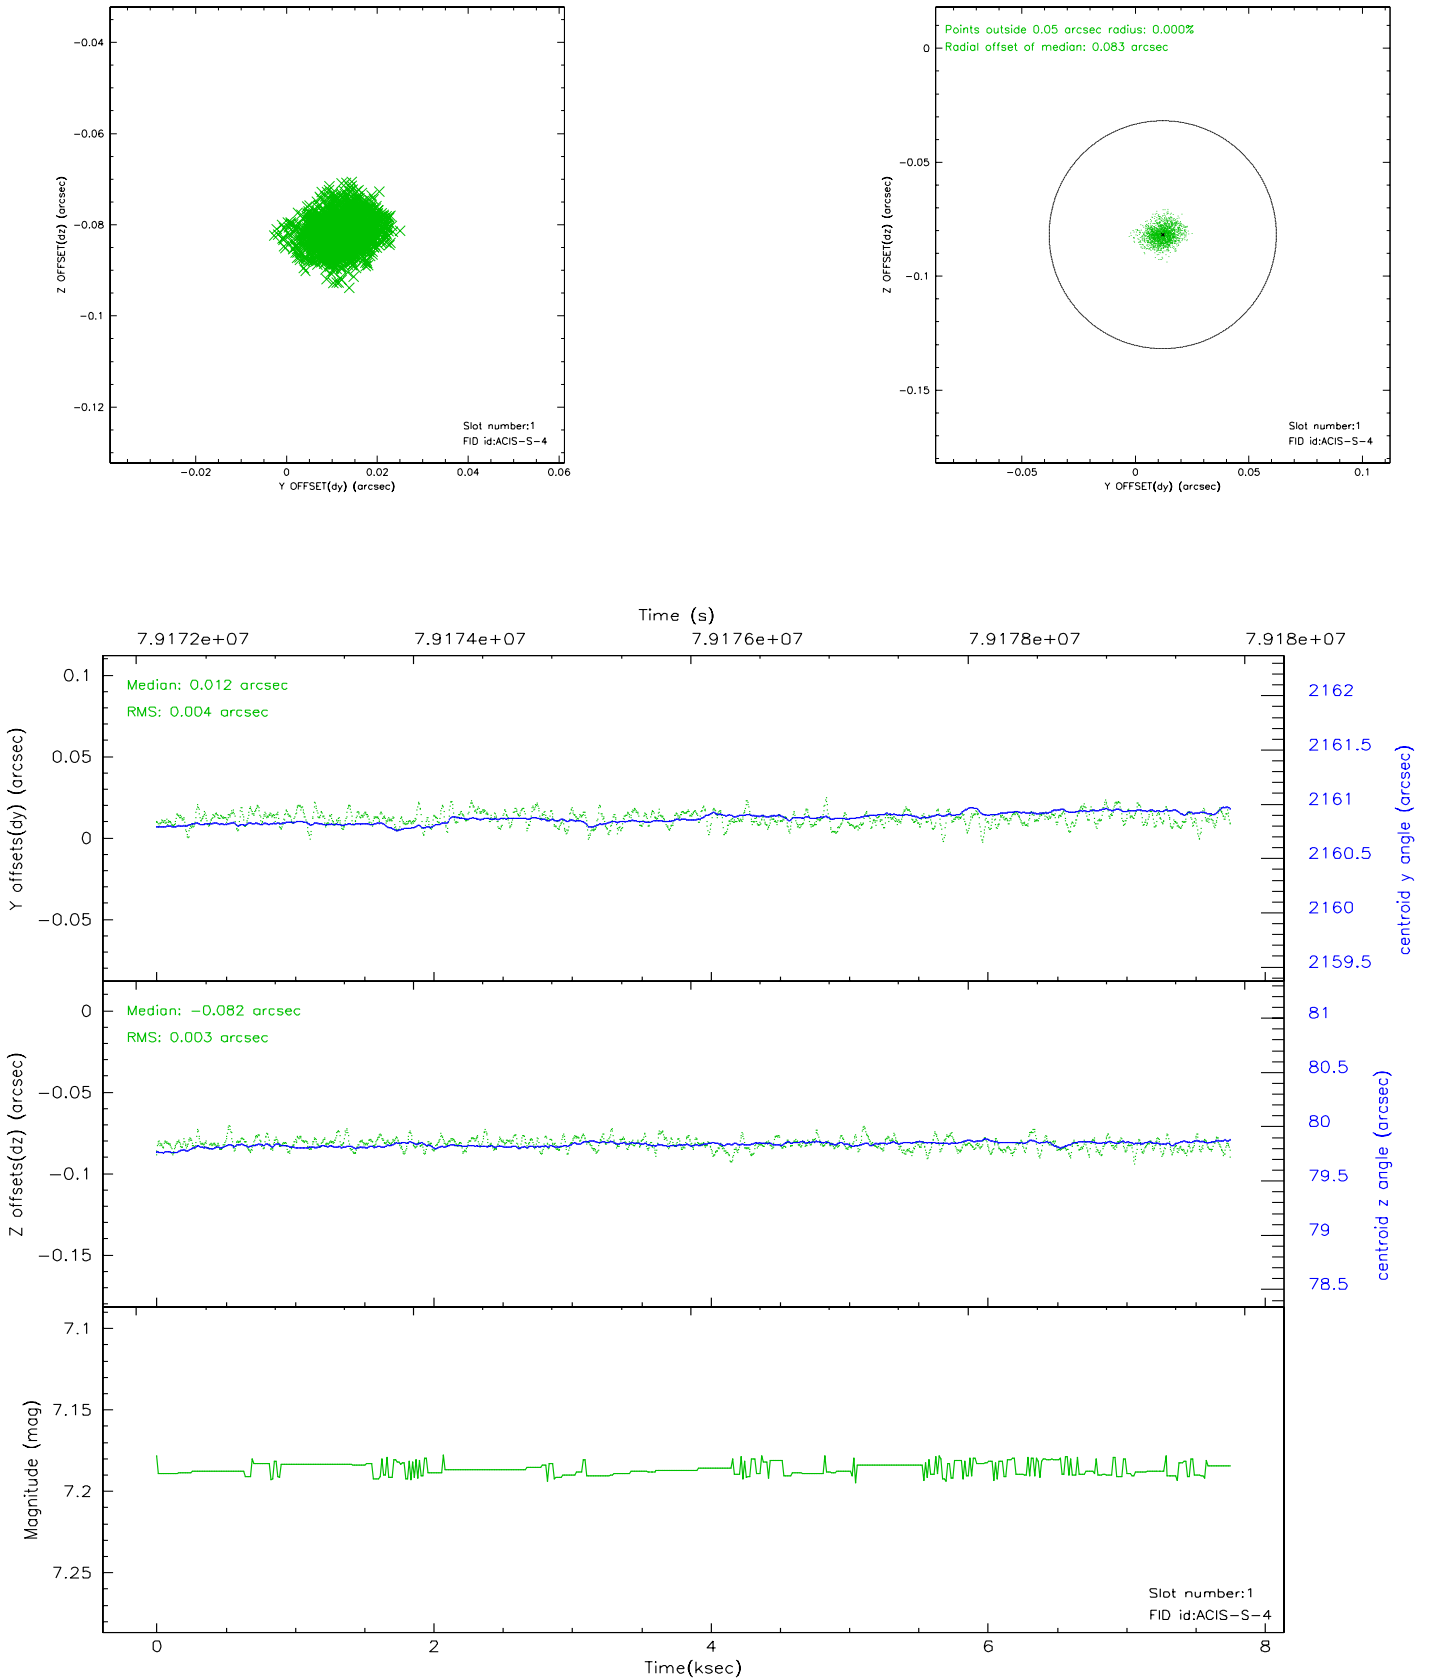 −0.04
−0.06
−0.08
−0.1
−0.12
Z OFFSET(dz) (arcsec)
Slot number:1
FID id:ACIS−S−4
−0.02 0 0.02 0.04 0.06
Y OFFSET(dy) (arcsec)
Points outside 0.05 arcsec radius: 0.000%
Radial offset of median: 0.083 arcsec
0
−0.05
−0.1
−0.15
Z OFFSET(dz) (arcsec)
Slot number:1
FID id:ACIS−S−4
−0.05 0 0.05 0.1
Y OFFSET(dy) (arcsec)
Time (s)
7.9172e+07 7.9174e+07 7.9176e+07 7.9178e+07 7.918e+07
Median: 0.012 arcsec
RMS: 0.004 arcsec
0.1
0.05
0
−0.05
Y offsets(dy) (arcsec)
2162
2161.5
2161
2160.5
2160
2159.5
centroid y angle (arcsec)
Median: −0.082 arcsec
RMS: 0.003 arcsec
0
−0.05
−0.1
−0.15
Z offsets(dz) (arcsec)
81
80.5
80
79.5
79
78.5
centroid z angle (arcsec)
7.1
7.15
7.2
7.25
Magnitude (mag)
Slot number:1
FID id:ACIS−S−4
0 2 4 6 8
Time(ksec)